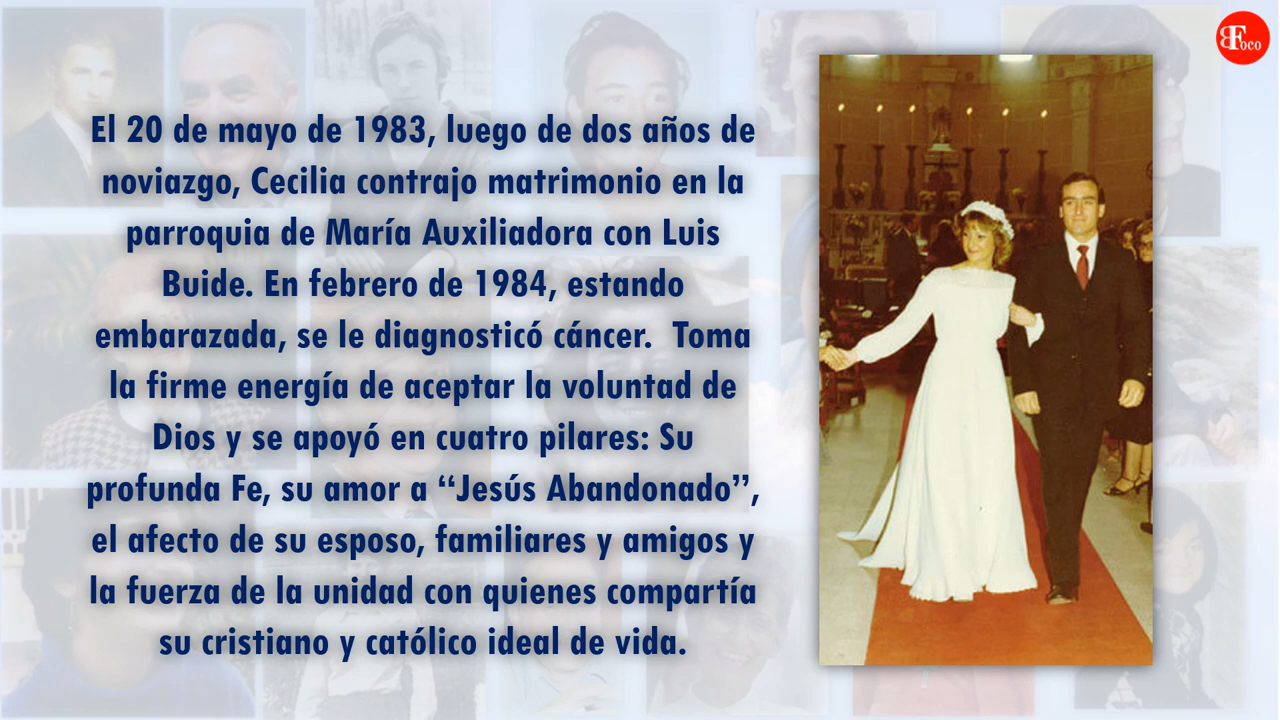 BFoco
El 20 de mayo de 1983, luego de dos años de
noviazgo, Cecilia contrajo matrimonio en la
parroquia de María Auxiliadora con Luis
Buide. En febrero de 1984, estando
embarazada, se le diagnosticó cáncer.  Toma
la firme energía de aceptar la voluntad de
Dios y se apoyó en cuatro pilares: Su
profunda Fe, su amor a “Jesús Abandonado”,
el afecto de su esposo, familiares y amigos y
la fuerza de la unidad con quienes compartía
su cristiano y católico ideal de vida.